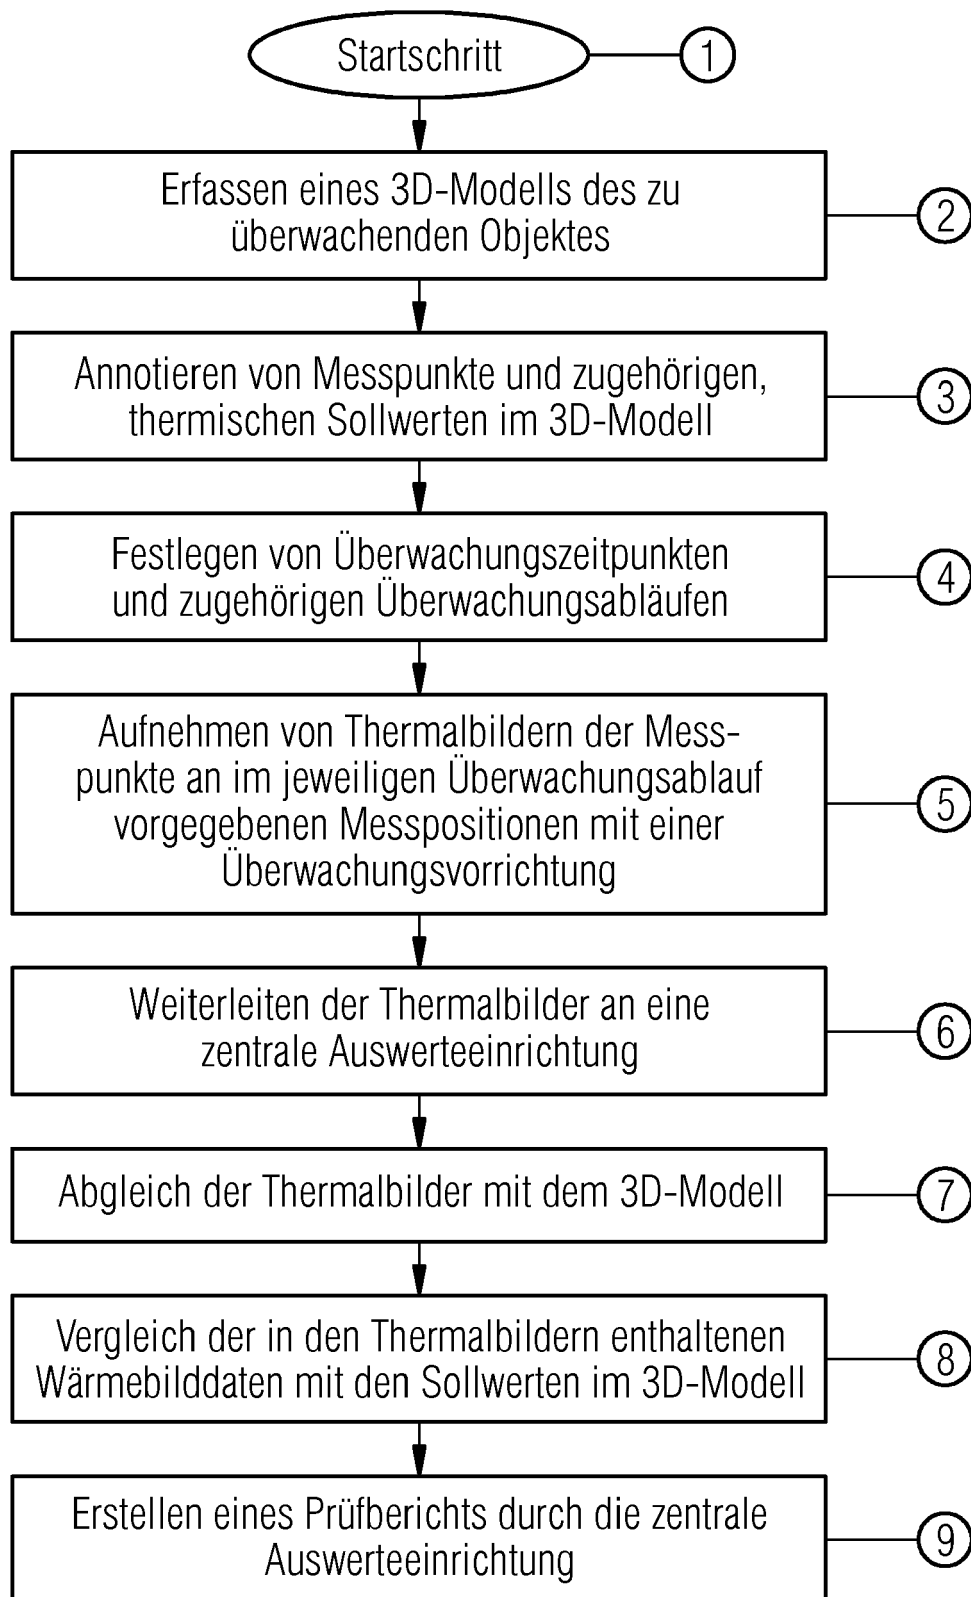 Startschritt
1
Erfassen eines 3D-Modells des zu
überwachenden Objektes
2
Annotieren von Messpunkte und zugehörigen,
thermischen Sollwerten im 3D-Modell
3
Festlegen von Überwachungszeitpunkten
und zugehörigen Überwachungsabläufen
4
Aufnehmen von Thermalbildern der Mess-
punkte an im jeweiligen Überwachungsablauf
vorgegebenen Messpositionen mit einer
Überwachungsvorrichtung
5
Weiterleiten der Thermalbilder an eine
zentrale Auswerteeinrichtung
6
Abgleich der Thermalbilder mit dem 3D-Modell
7
Vergleich der in den Thermalbildern enthaltenen
Wärmebilddaten mit den Sollwerten im 3D-Modell
8
Erstellen eines Prüfberichts durch die zentrale
Auswerteeinrichtung
9